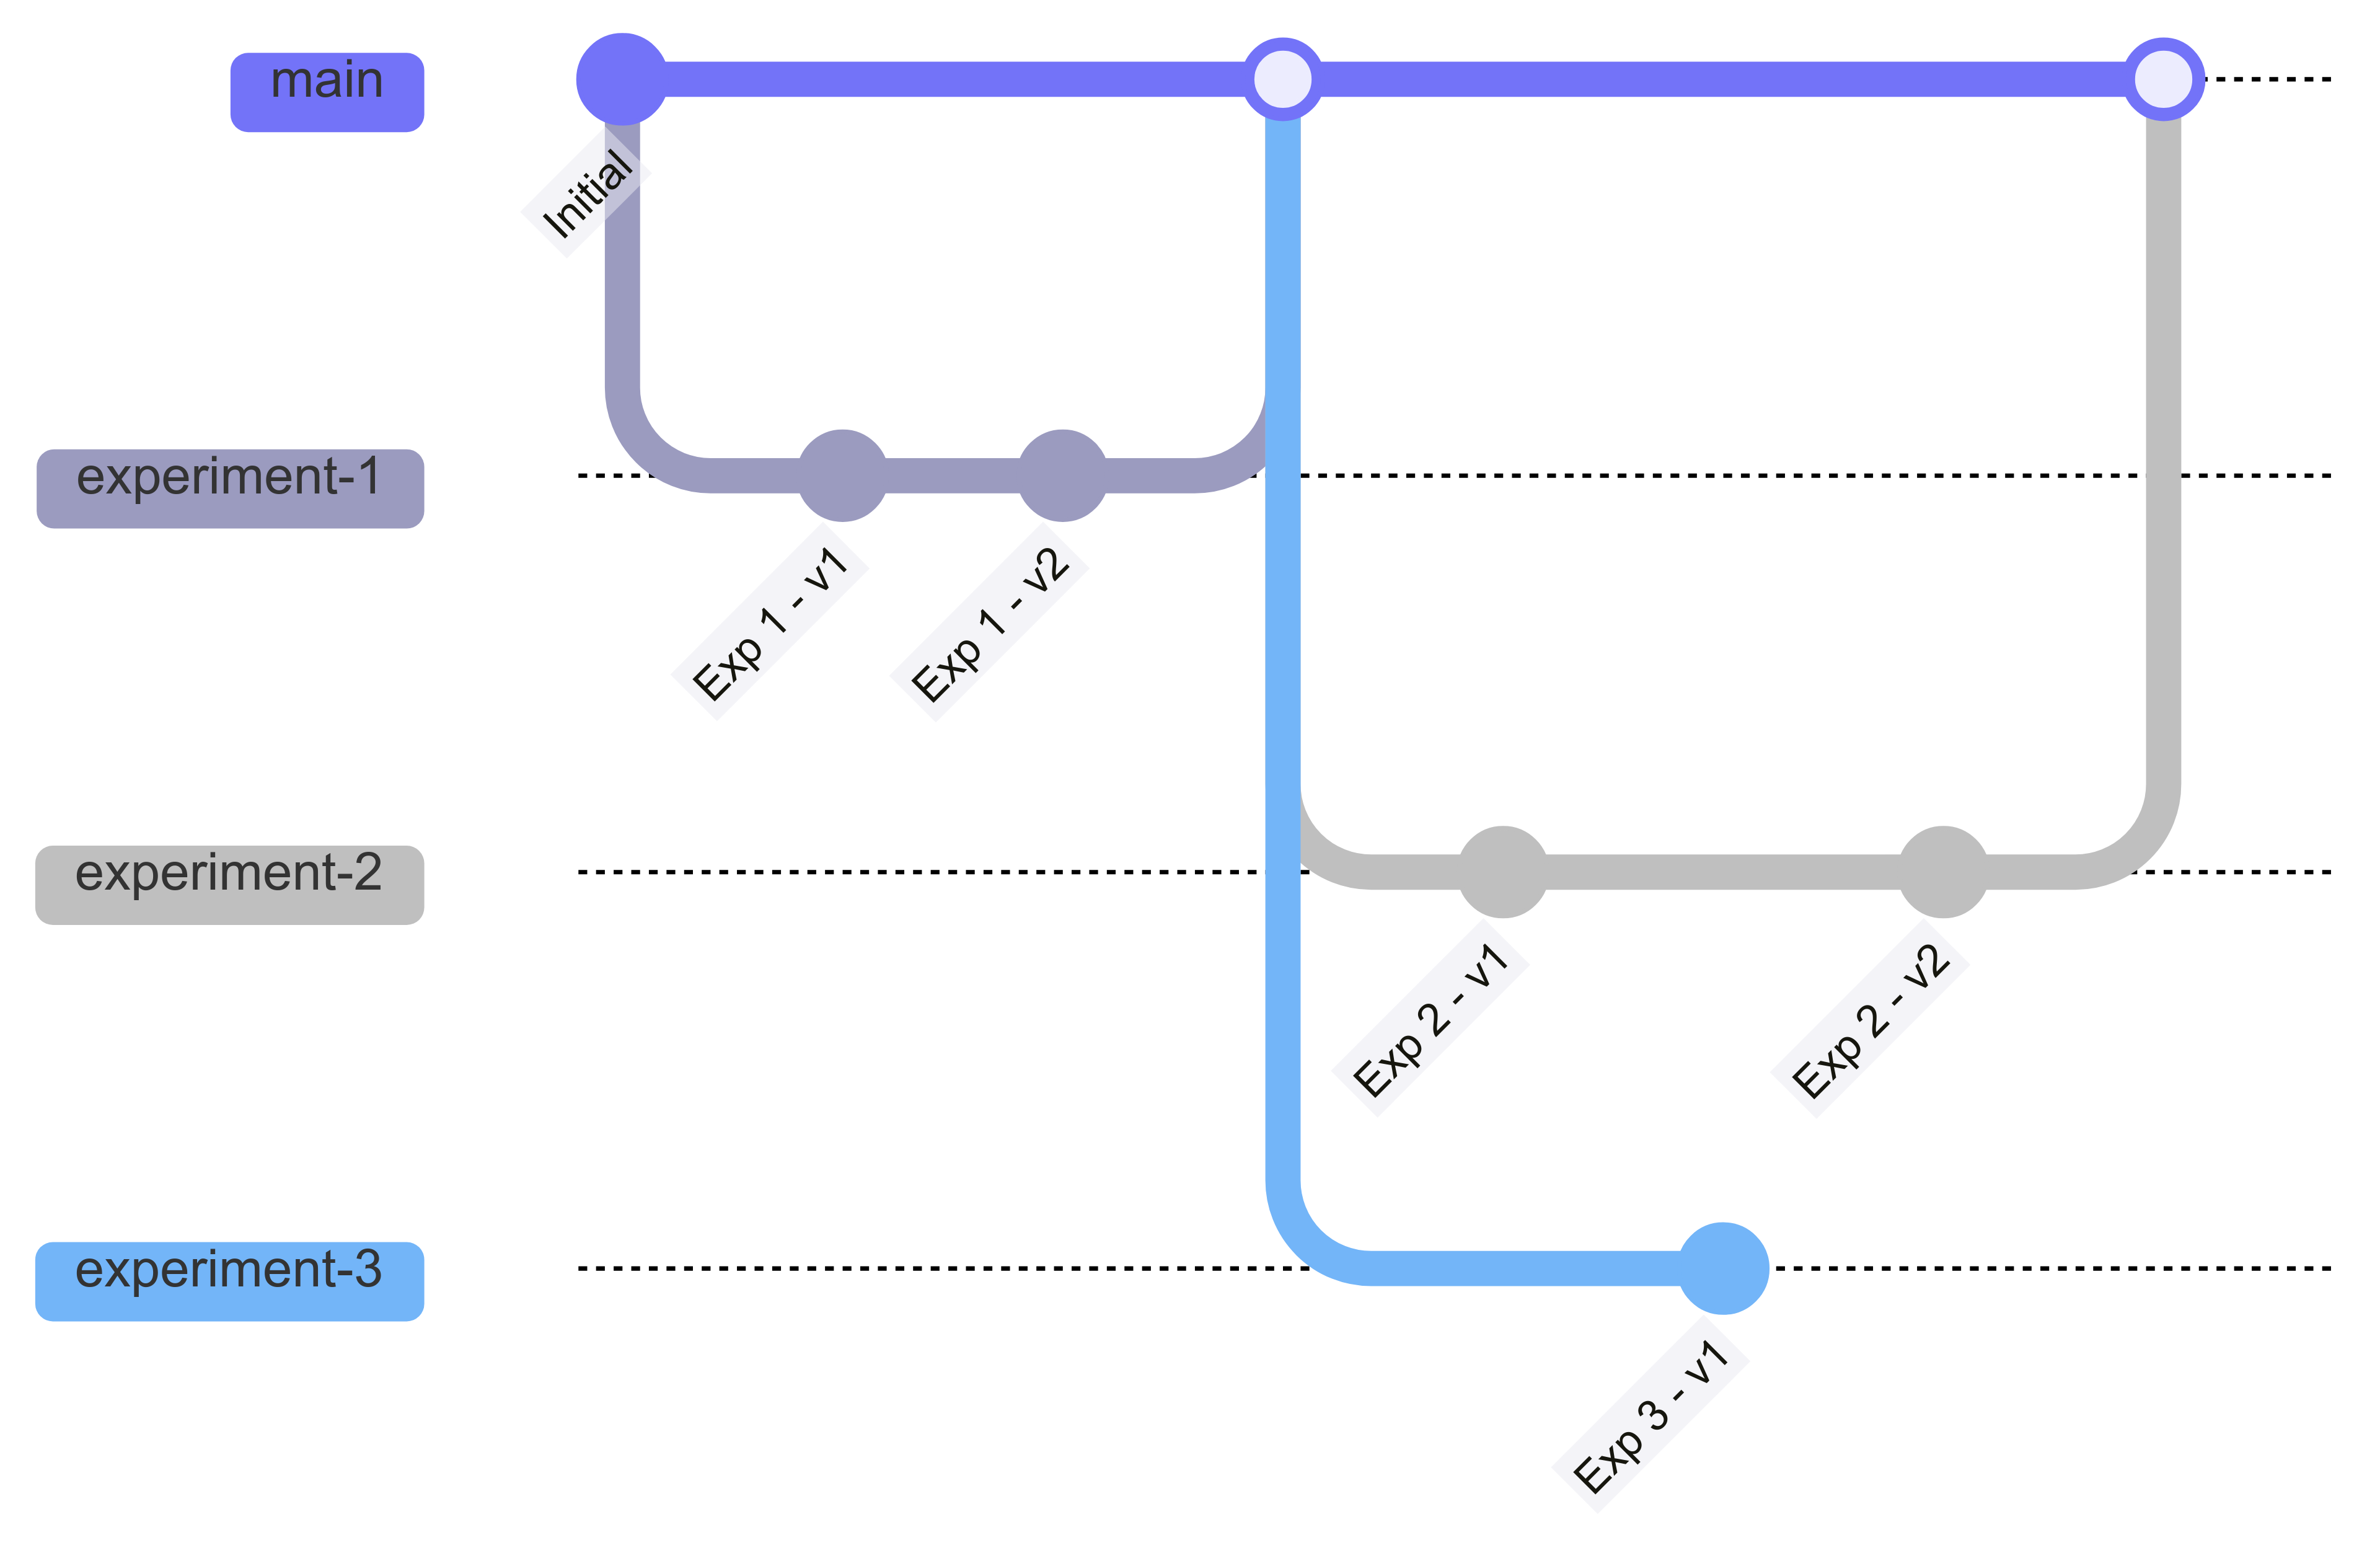 main
Initial
experiment-1
Exp 1 - v1
Exp 1 - v2
experiment-2
Exp 2 - v1
Exp 2 - v2
experiment-3
Exp 3 - v1